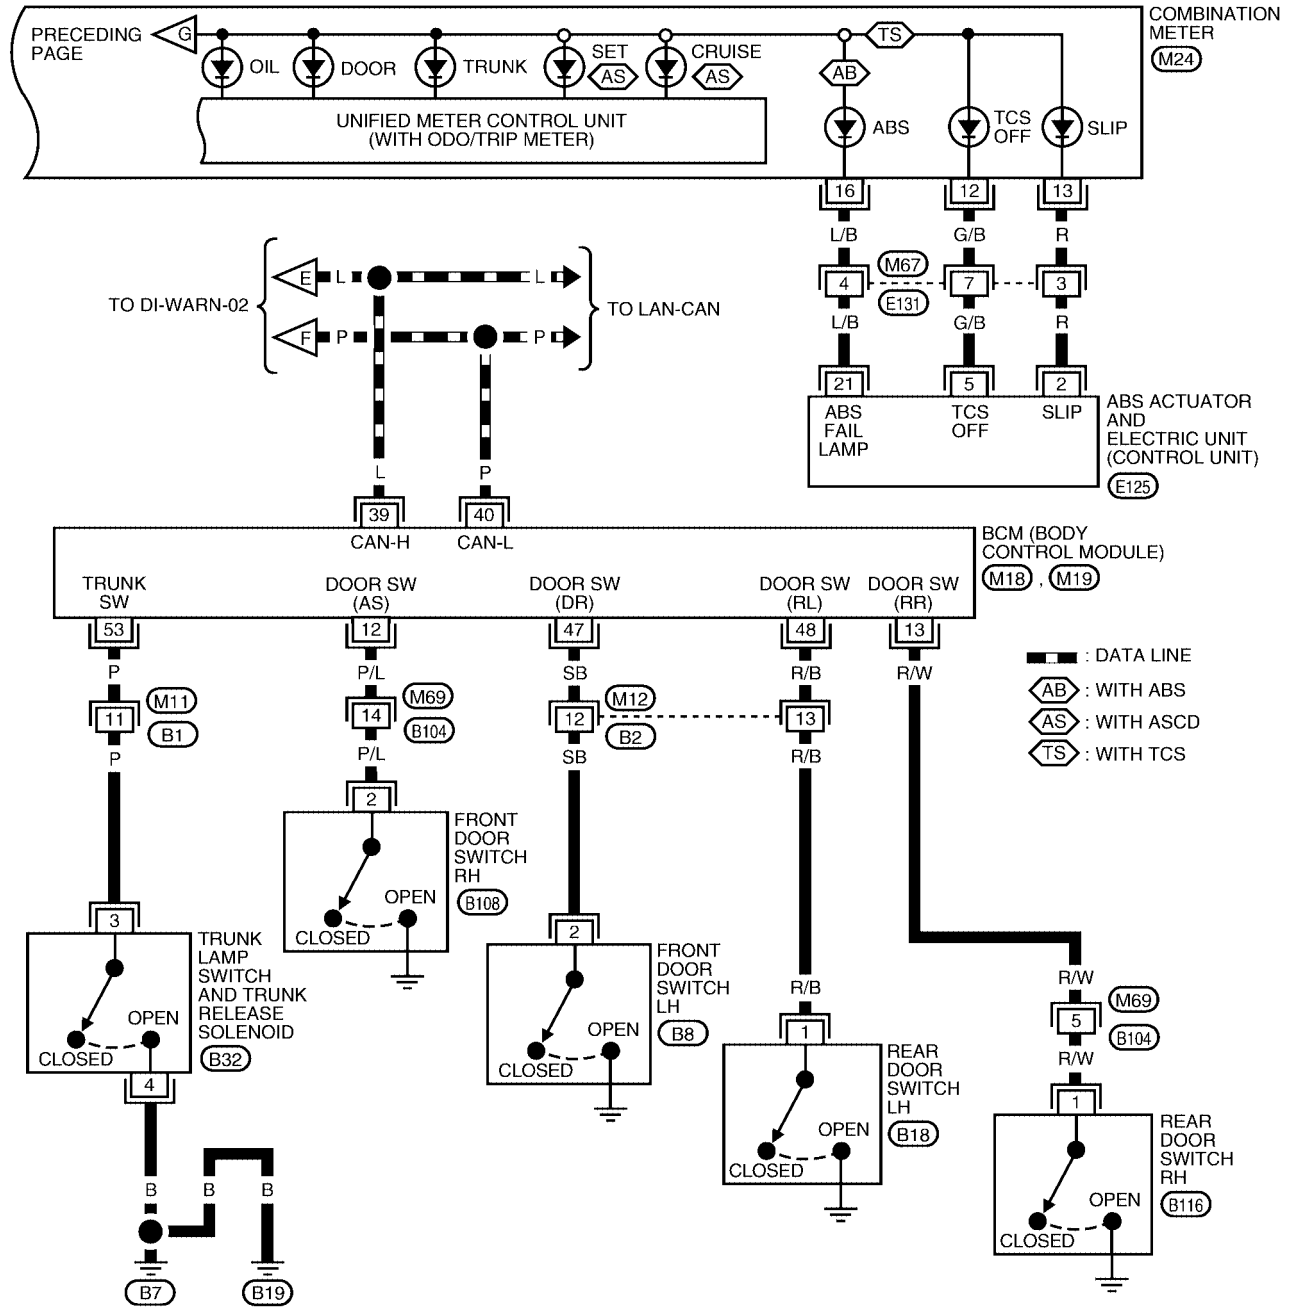 PRECEDING
PAGE
G
OIL
DOOR
TRUNK
SET
AS
CRUISE
AS
TS
AB
ABS
TCS
OFF
SLIP
COMBINATION
METER
M24
UNIFIED METER CONTROL UNIT
(WITH ODO/TRIP METER)
16
12
13
L/B
G/B
R
M67
4
7
3
E131
L/B
G/B
R
21
5
2
ABS
FAIL
LAMP
TCS
OFF
SLIP
ABS ACTUATOR
AND
ELECTRIC UNIT
(CONTROL UNIT)
E125
TO DI-WARN-02
E
L
L
F
P
P
TO LAN-CAN
L
P
39
40
CAN-H
CAN-L
BCM (BODY
CONTROL MODULE)
M18 , M19
TRUNK
SW
DOOR SW
(AS)
DOOR SW
(DR)
DOOR SW
(RL)
DOOR SW
(RR)
53
12
47
48
13
P
P/L
SB
R/B
R/W
: DATA LINE
AB : WITH ABS
AS : WITH ASCD
TS : WITH TCS
11
M11
B1
14
M69
B104
12
M12
B2
13
P
P/L
SB
R/B
2
FRONT
DOOR
SWITCH
RH
B108
OPEN
CLOSED
3
TRUNK
LAMP
SWITCH
AND TRUNK
RELEASE
SOLENOID
B32
OPEN
CLOSED
4
2
FRONT
DOOR
SWITCH
LH
B8
OPEN
CLOSED
R/B
1
REAR
DOOR
SWITCH
LH
B18
OPEN
CLOSED
R/W
5
M69
B104
R/W
1
REAR
DOOR
SWITCH
RH
B116
OPEN
CLOSED
B
B
B
B7
B19